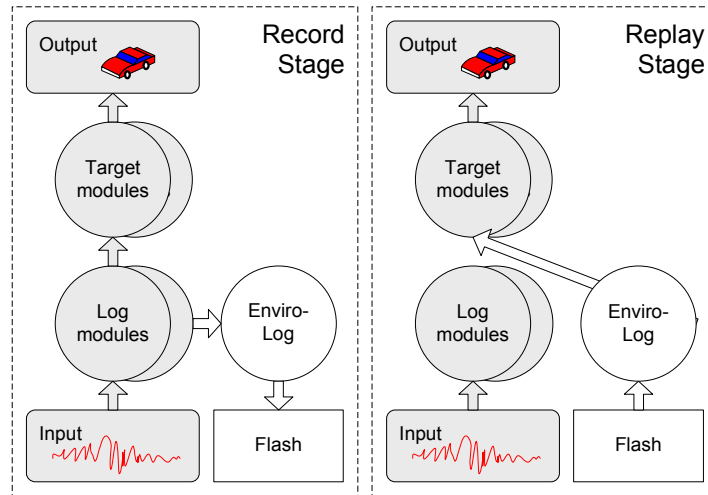 Record
Stage
Output
Target
modules
Log
modules
Enviro-
Log
Input
Flash
Replay
Stage
Output
Target
modules
Log
modules
Enviro-
Log
Input
Flash